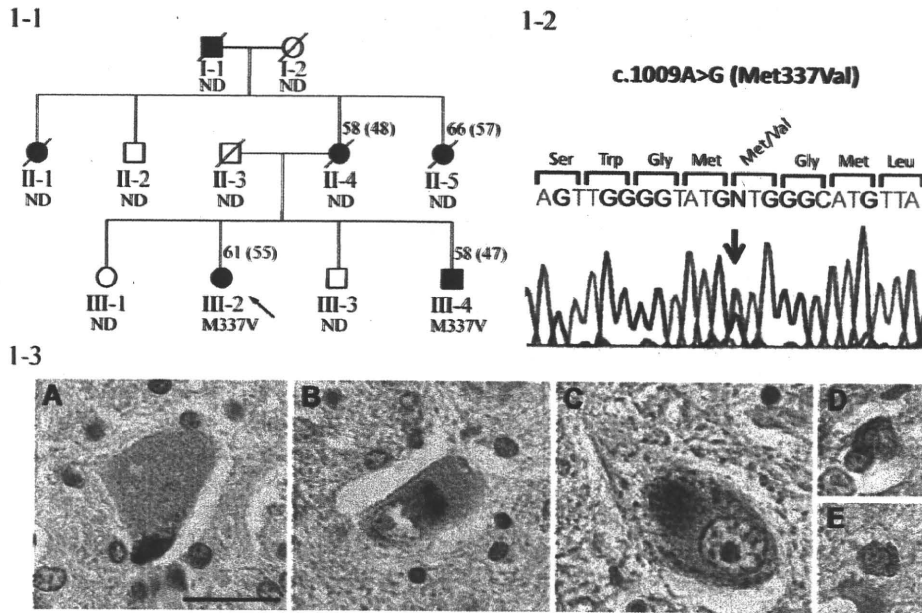 1-1
1-2
I-1
ND
I-2
ND
c.1009A>G (Met337Val)
58 (48)
66 (57)
II-1
ND
II-2
ND
II-3
ND
II-4
ND
II-5
ND
Ser Trp Gly Met Met/Val Gly Met Leu
AGTTGGGGTATGNTGGGCATGTTA
61 (55)
58 (47)
III-1
ND
III-2
M337V
III-3
ND
III-4
M337V
1-3
A
B
C
D
E